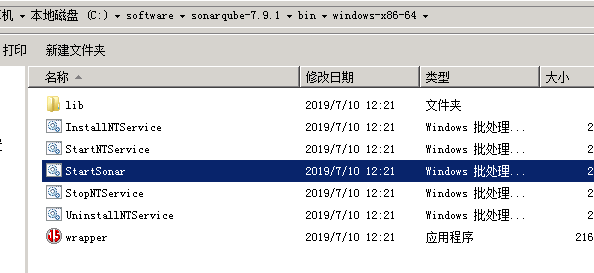 机 ▸ 本地磁盘 (C:) ▸ software ▸ sonarqube-7.9.1 ▸ bin ▸ windows-x86-64 ▸
打印 新建文件夹
名称 修改日期 类型 大小
lib 2019/7/10 12:21 文件夹
InstallNTService 2019/7/10 12:21 Windows 批处理... 2
StartNTService 2019/7/10 12:21 Windows 批处理... 2
StartSonar 2019/7/10 12:21 Windows 批处理... 2
StopNTService 2019/7/10 12:21 Windows 批处理... 2
UninstallNTService 2019/7/10 12:21 Windows 批处理... 2
wrapper 2019/7/10 12:21 应用程序 216